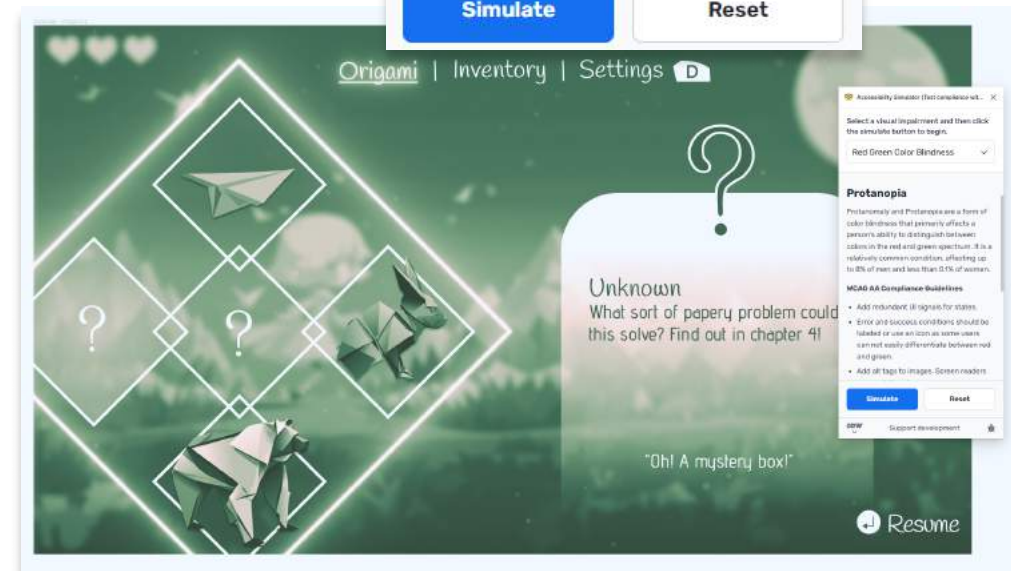 Simulate Reset
Origami | Inventory | Settings D
?
? ?
Unknown
What sort of papery problem could
this solve? Find out in chapter 4!
"Oh! A mystery box!"
Resume
Accessibility Simulator (Test compliance wit...
Select a visual impairment and then click
the simulate button to begin.
Red Green Color Blindness
Protanopia
Protanomaly and Protanopia are a form of
color blindness that primarily affects a
person's ability to distinguish between
colors in the red and green spectrum. It is a
relatively common condition, affecting up
to 8% of men and less than 0.1% of women.
WCAG AA Compliance Guidelines
• Add redundant UI signals for states.
• Error and success conditions should be
labeled or use an icon as some users
can not easily differentiate between red
and green.
• Add alt tags to images. Screen readers
Simulate Reset
Support development